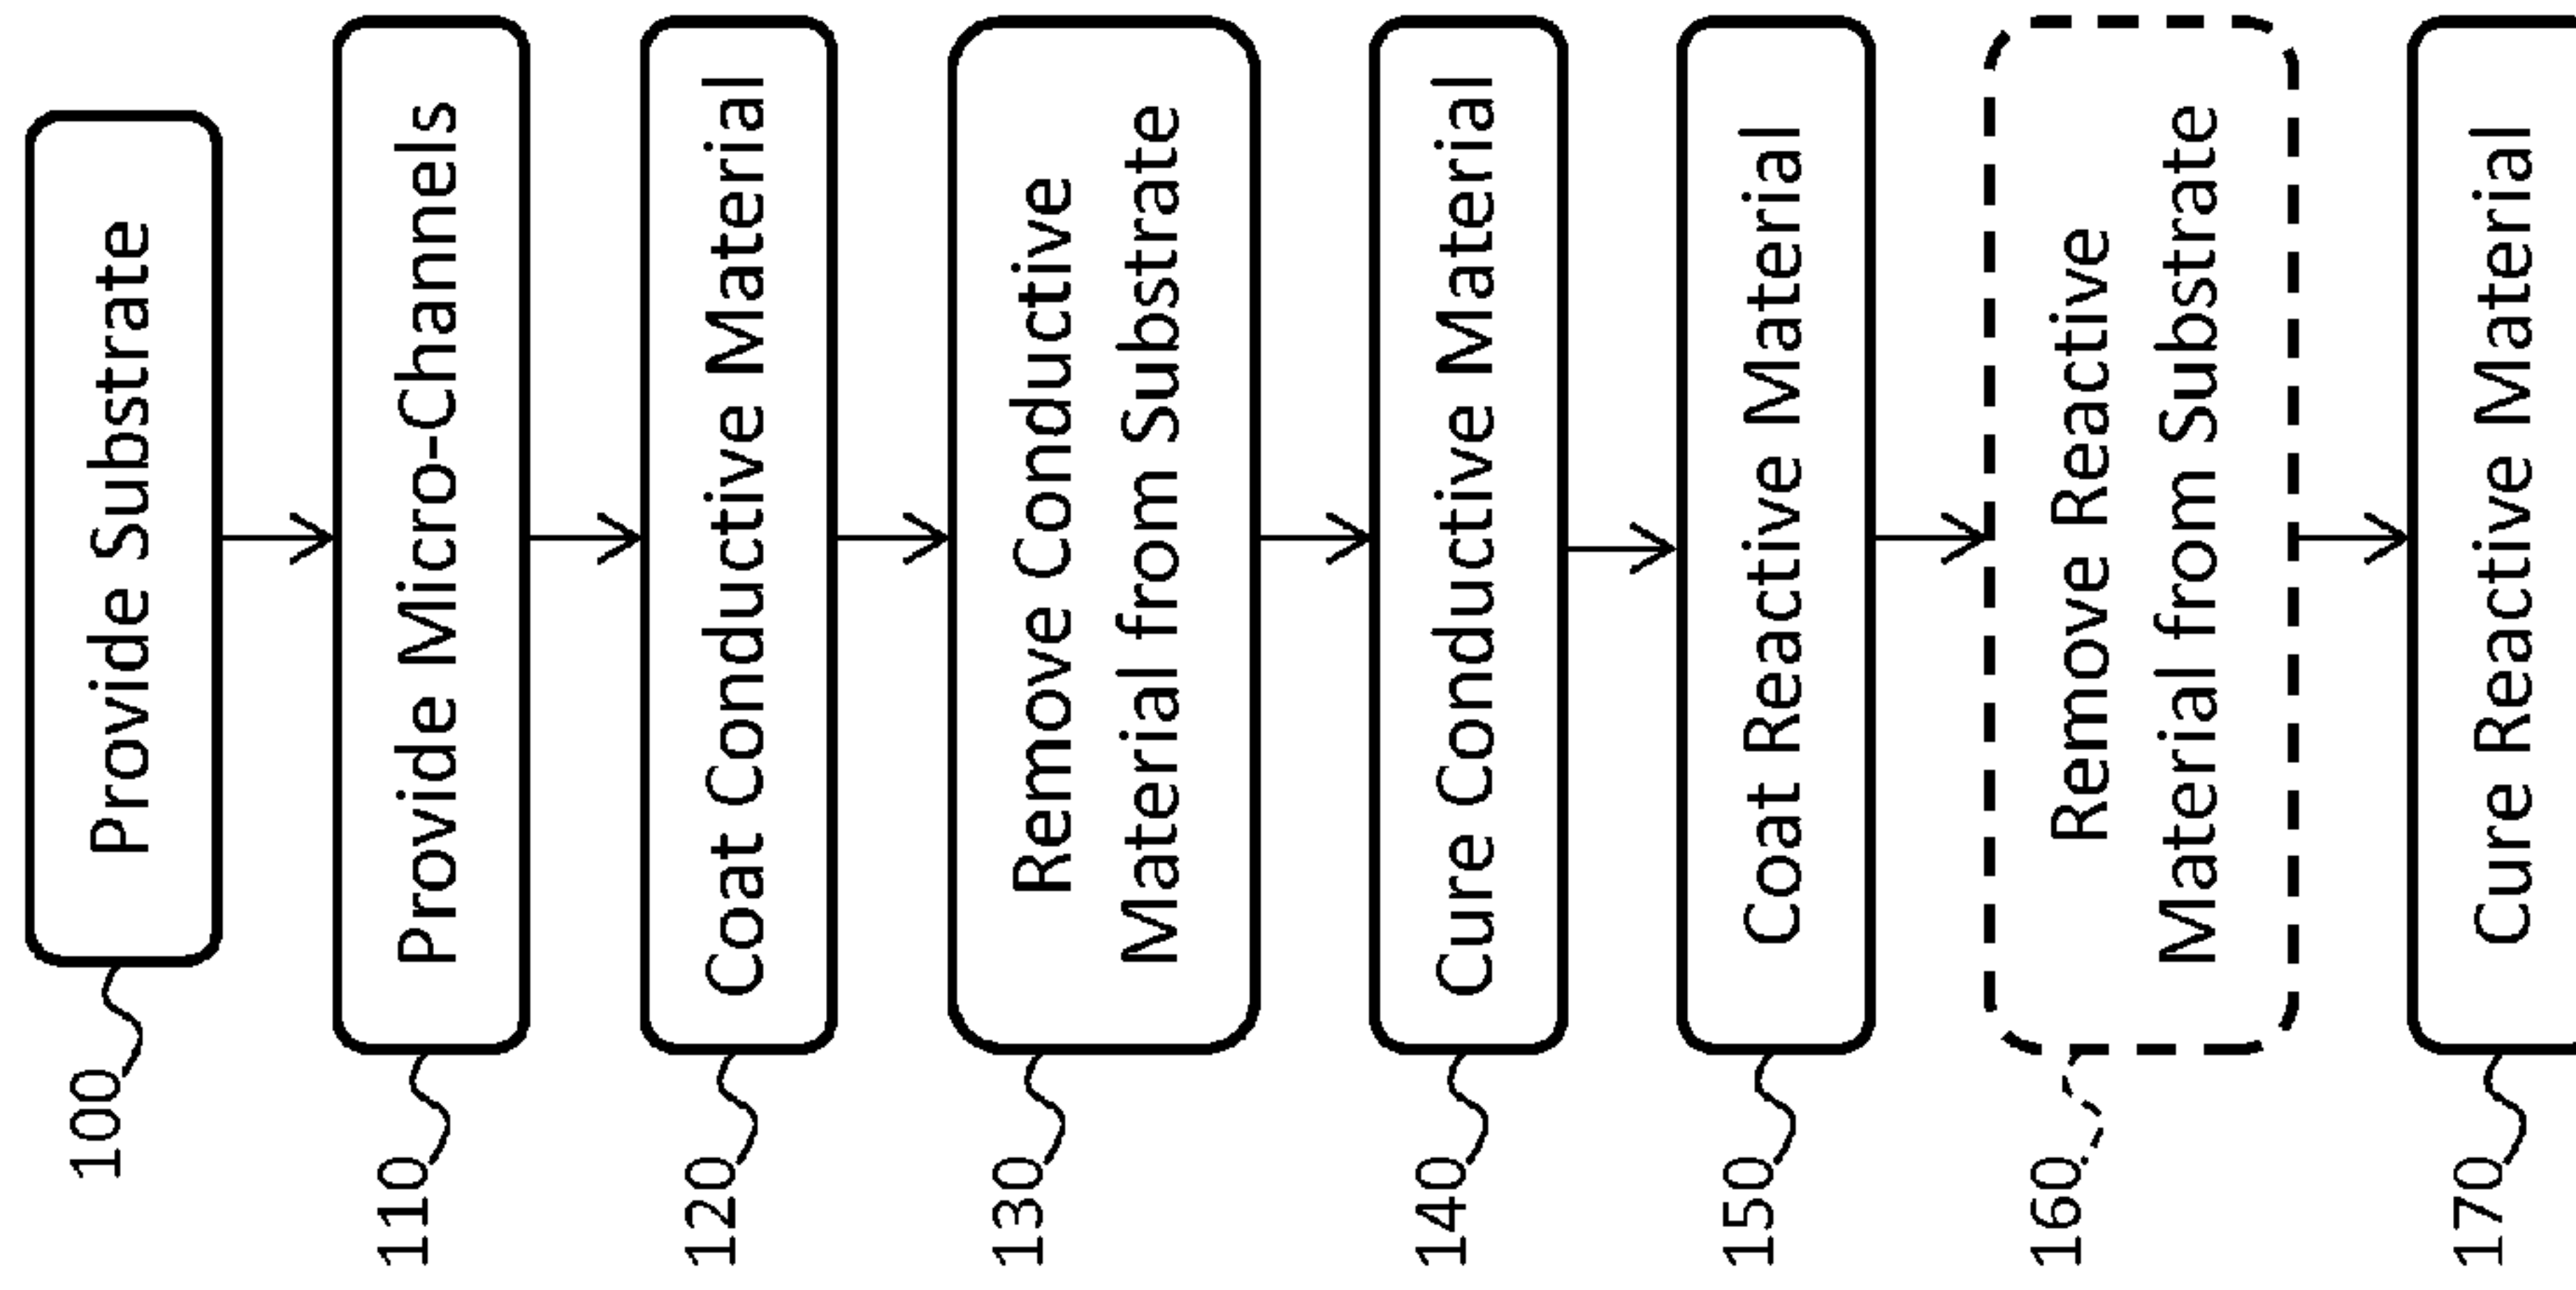 100
Provide Substrate
110
Provide Micro-Channels
120
Coat Conductive Material
130
Remove Conductive
Material from Substrate
140
Cure Conductive Material
150
Coat Reactive Material
160
Remove Reactive
Material from Substrate
170
Cure Reactive Material